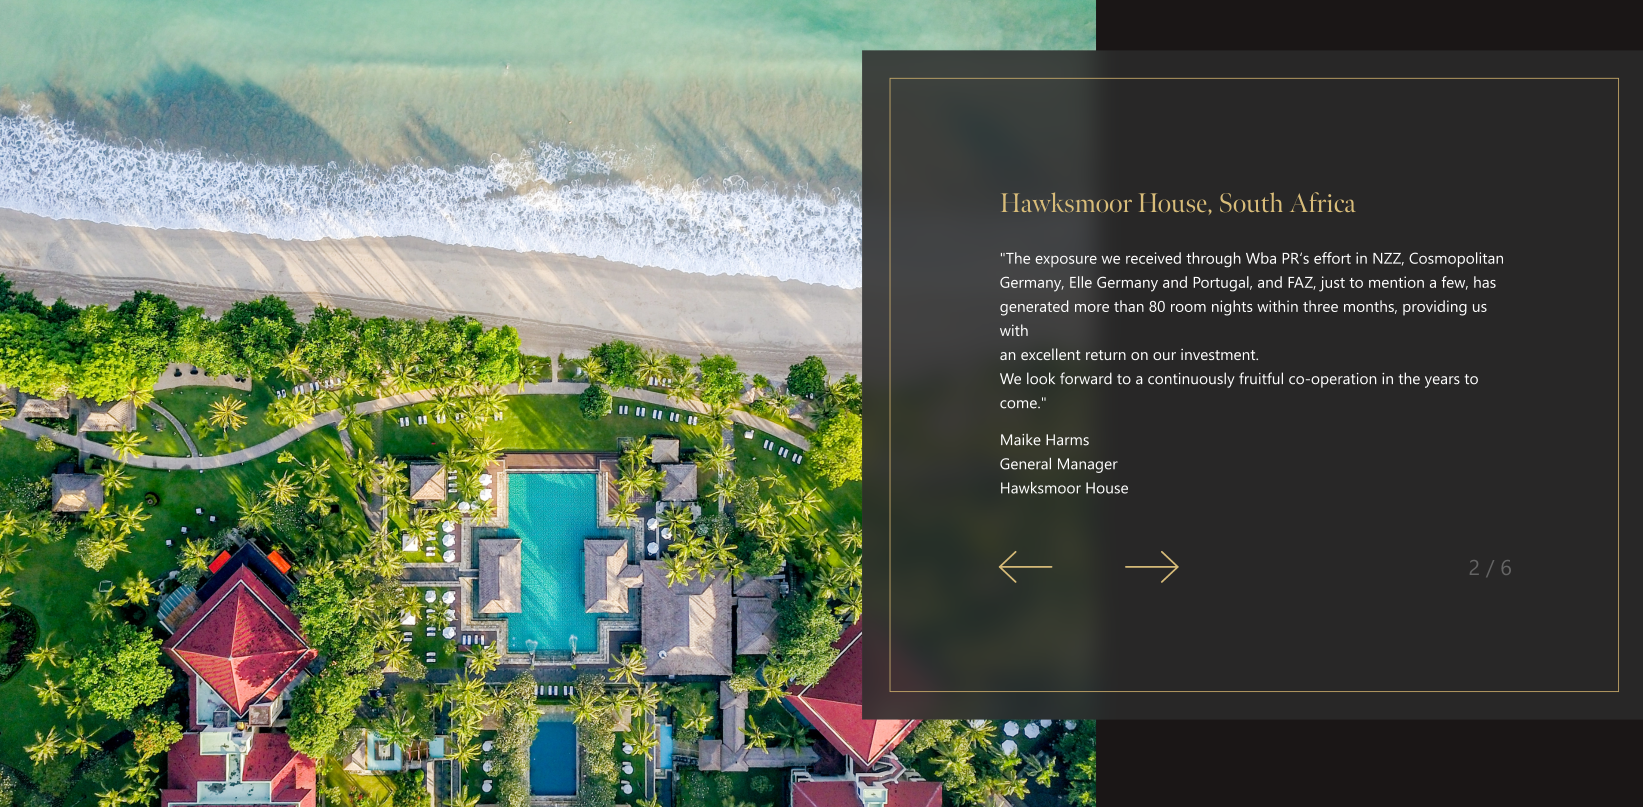 Hawksmoor House, South Africa
"The exposure we received through Wba PR's effort in NZZ, Cosmopolitan
Germany, Elle Germany and Portugal, and FAZ, just to mention a few, has
generated more than 80 room nights within three months, providing us
with
an excellent return on our investment.
We look forward to a continuously fruitful co-operation in the years to
come."
Maike Harms
General Manager
Hawksmoor House
2 / 6